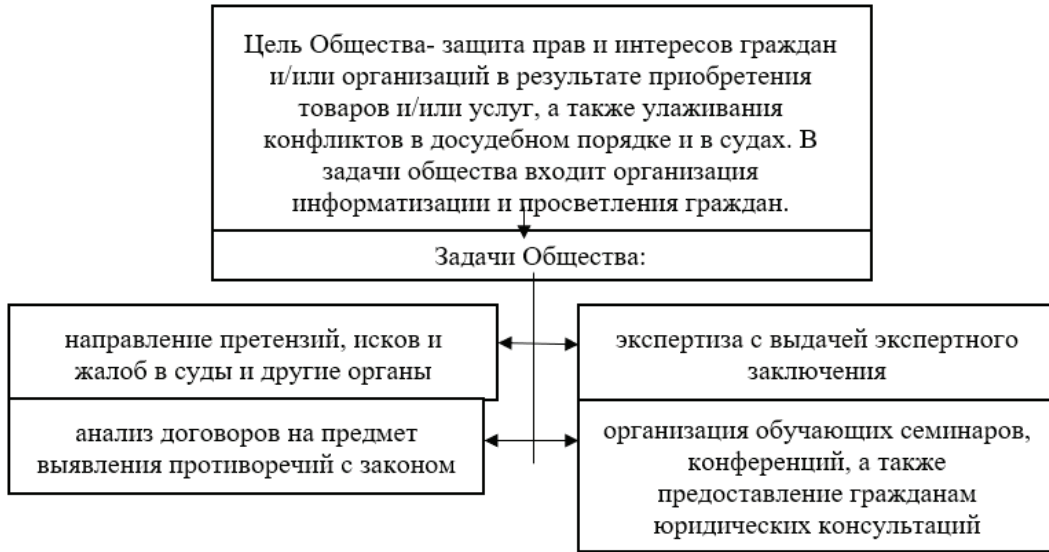 Цель Общества- защита прав и интересов граждан
и/или организаций в результате приобретения
товаров и/или услуг, а также улаживания
конфликтов в досудебном порядке и в судах. В
задачи общества входит организация
информатизации и просветления граждан.
Задачи Общества:
направление претензий, исков и
жалоб в суды и другие органы
экспертиза с выдачей экспертного
заключения
анализ договоров на предмет
выявления противоречий с законом
организация обучающих семинаров,
конференций, а также
предоставление гражданам
юридических консультаций